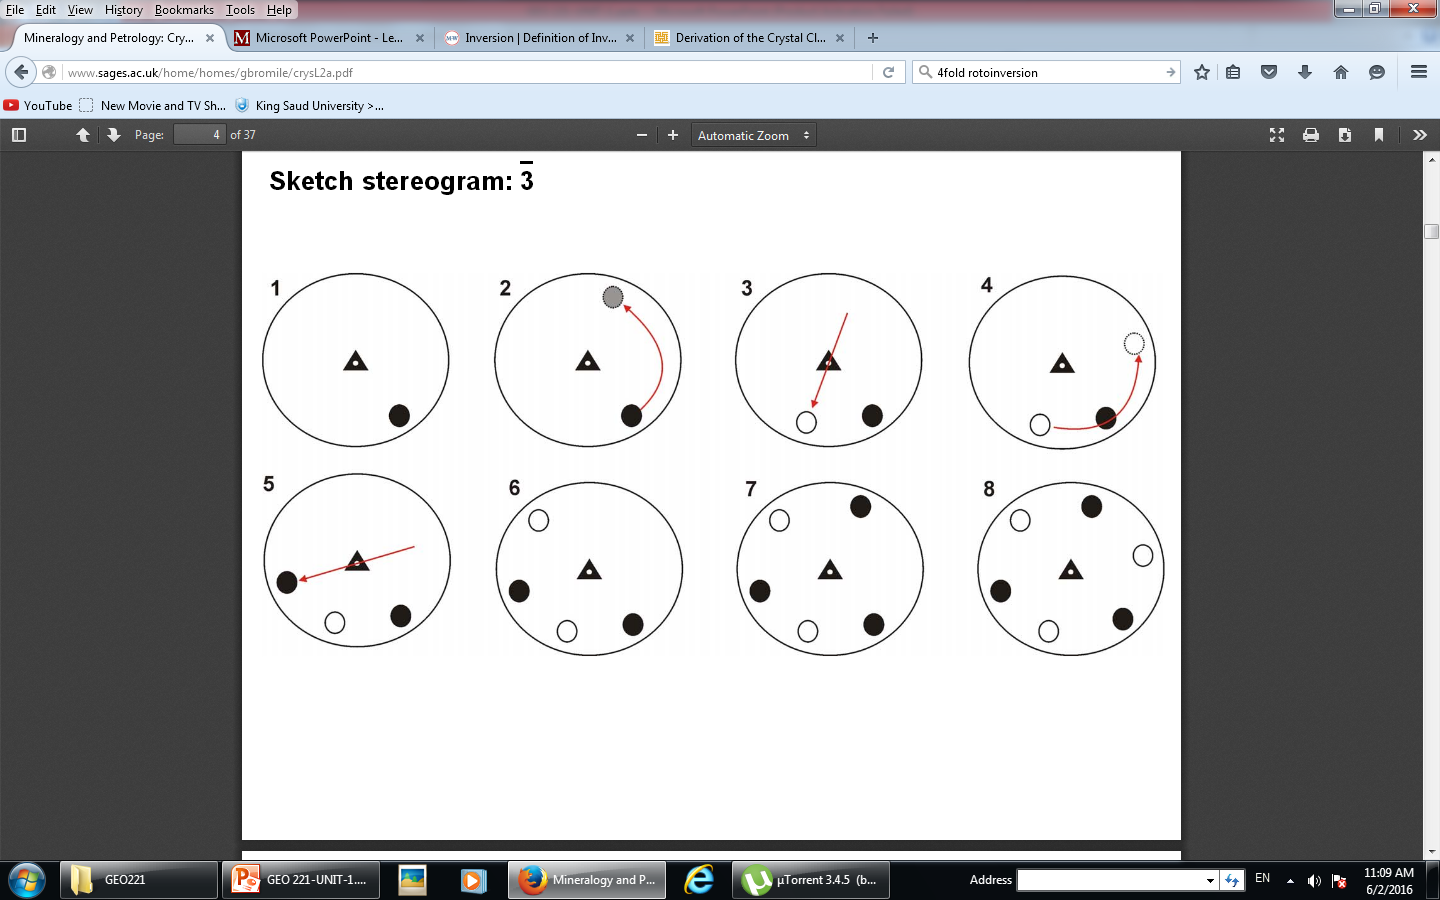 File Edit View History Bookmarks Tools Help
Mineralogy and Petrology: Cry...
Microsoft PowerPoint - Le...
Inversion | Definition of Inv...
Derivation of the Crystal Cl...
www.sages.ac.uk/home/homes/gbromile/crysL2a.pdf
4fold rotoinversion
YouTube
New Movie and TV Sh...
King Saud University >...
Page: 4 of 37
Automatic Zoom
Sketch stereogram: 3̅
1
2
3
4
5
6
7
8
GEO221
GEO 221-UNIT-1....
Mineralogy and P...
µTorrent 3.4.5 (b...
Address
EN
11:09 AM
6/2/2016